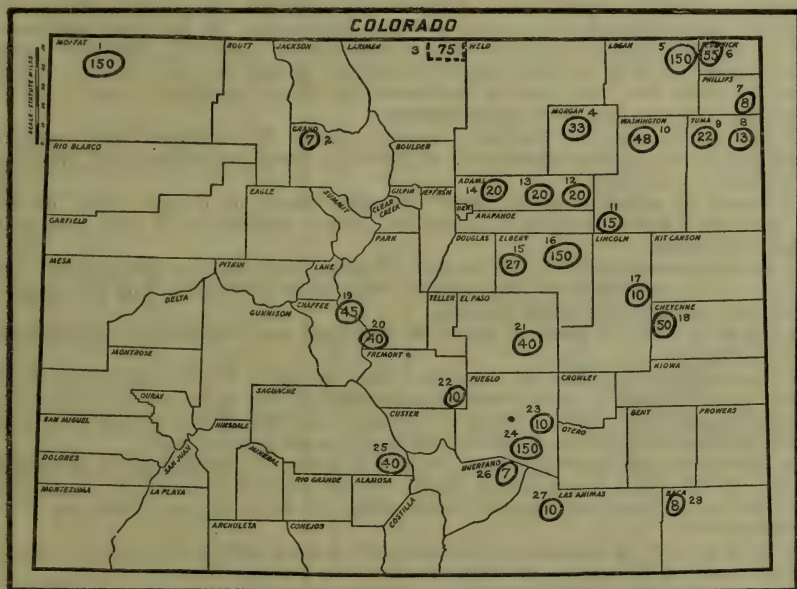 COLORADO
SCALE-STATUTE MILES
MOFFAT
1
150
ROUTT
JACKSON
LARIMER
3
75
WELD
LOGAN
5
150
55
6
PHILLIPS
7
8
GRAND
7
2
MORGAN
4
33
WASHINGTON
10
48
YUMA
9
22
8
13
RIO BLANCO
BOULDER
ADAMS
14
20
13
20
12
20
GILPIN
JEFFERSN
CLEAR CREEK
DEN.
ARAPAHOE
11
15
EAGLE
SUMMIT
GARFIELD
PARK
DOUGLAS
ELBERT
15
27
16
150
LINCOLN
KIT CARSON
MESA
PITKIN
LAKE
17
10
DELTA
GUNNISON
CHAFFEE
19
45
TELLER
EL PASO
CHEYENNE
50
18
20
40
21
40
MONTROSE
FREMONT
KIOWA
OURAY
SAGUACHE
22
10
PUEBLO
CROWLEY
SAN MIGUEL
HINSDALE
CUSTER
23
10
OTERO
BENT
PROWERS
24
150
DOLORES
SAN JUAN
MINERAL
25
40
HUERFANO
26
7
MONTEZUMA
LA PLATA
RIO GRANDE
ALAMOSA
COSTILLA
27
10
LAS ANIMAS
BACA
8
28
ARCHULETA
CONEJOS